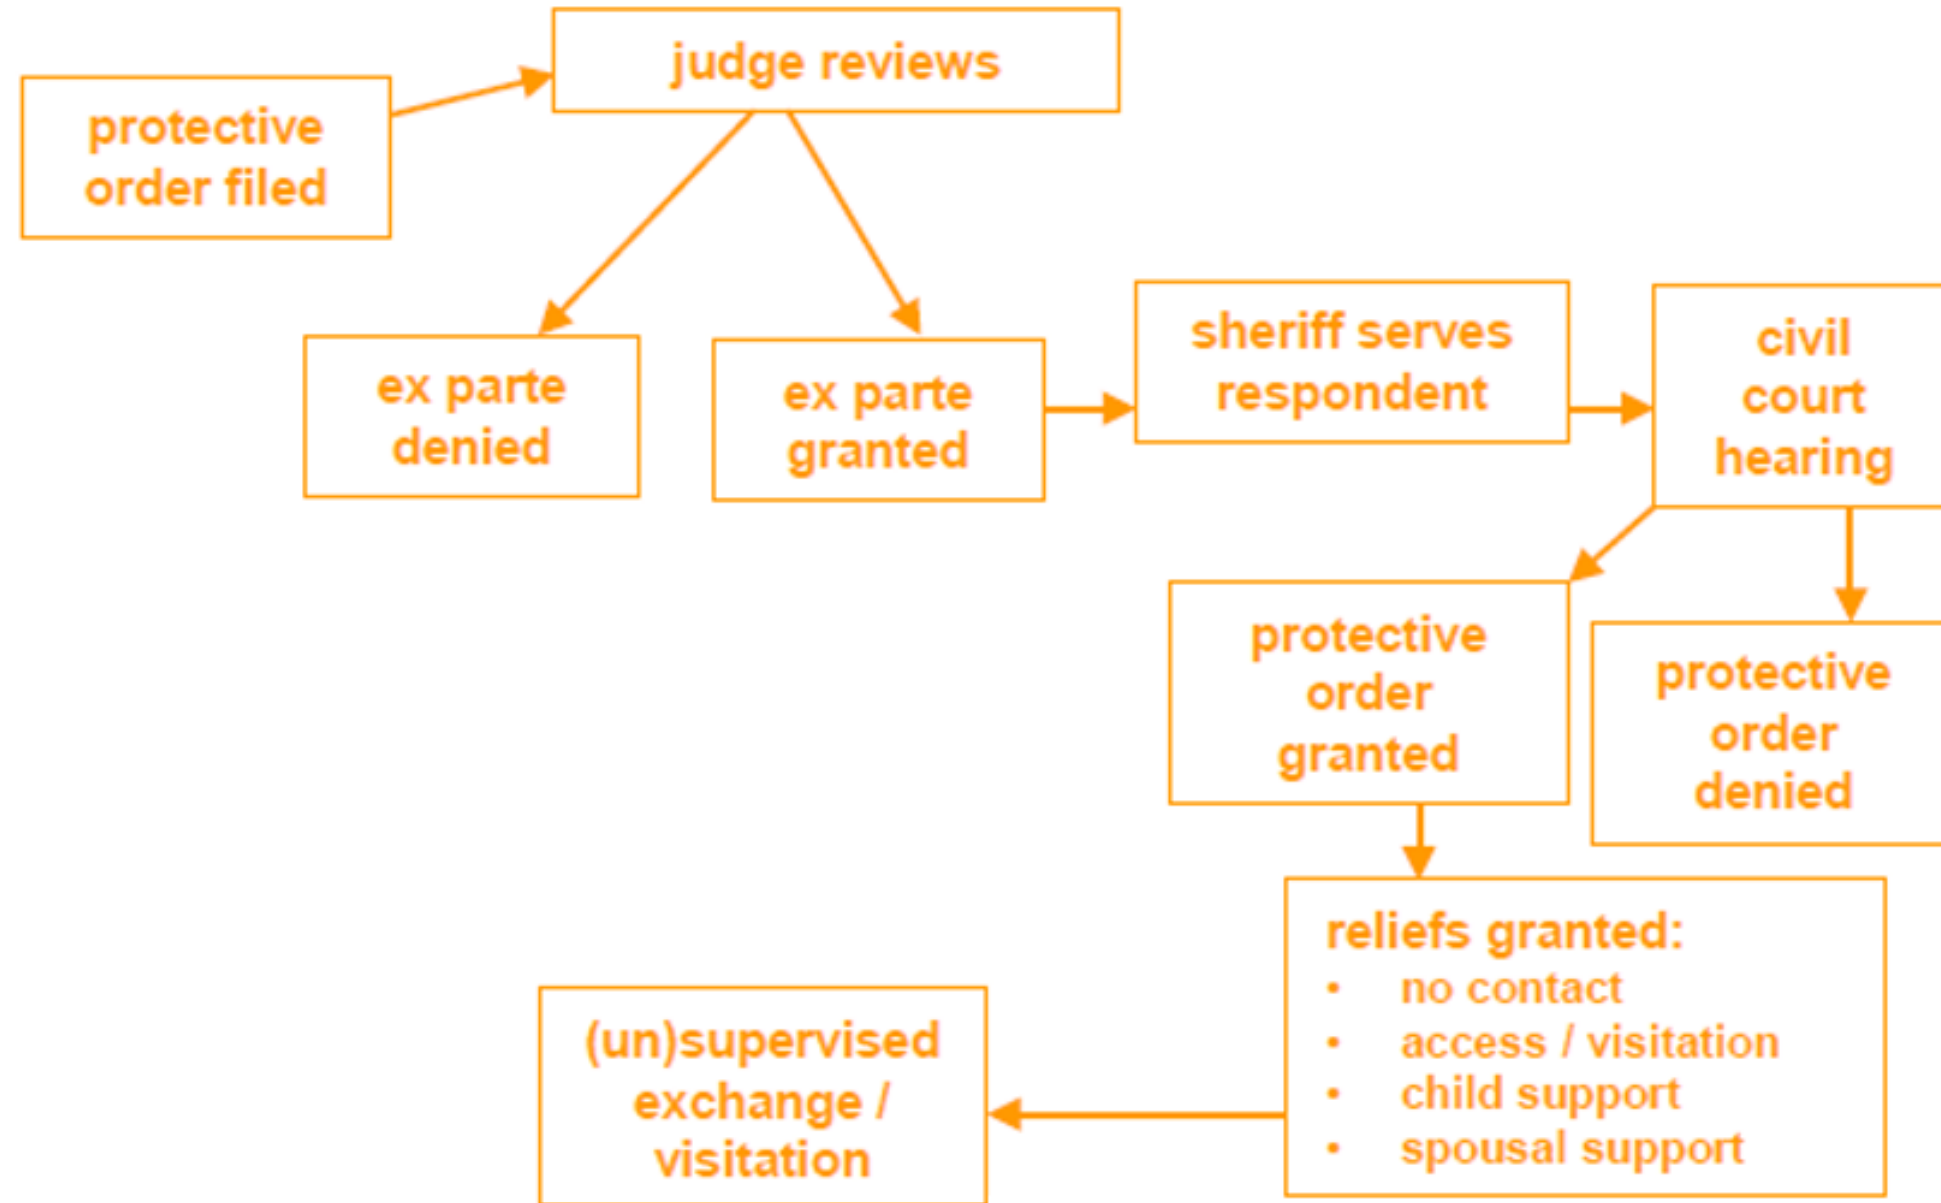 judge reviews
protective
order filed
ex parte
denied
ex parte
granted
sheriff serves
respondent
civil
court
hearing
protective
order
granted
protective
order
denied
reliefs granted:
• no contact
• access / visitation
• child support
• spousal support
(un)supervised
exchange /
visitation